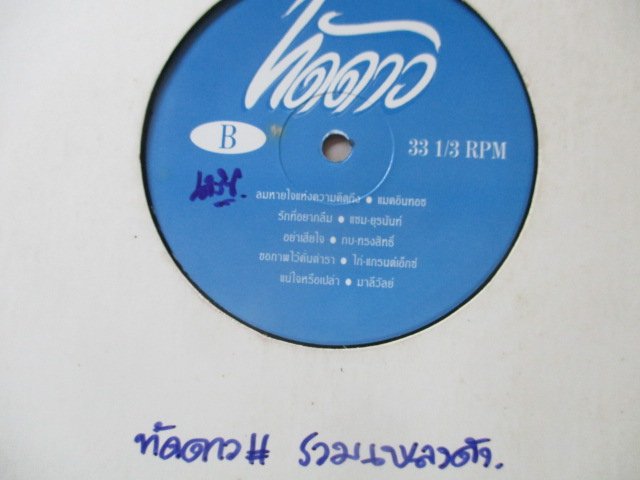 ทัดดาว
B
33 1/3 RPM
ลมหายใจแห่งความคิดถึง • แมคอินทอช
รักที่อยากลืม • แซม-ยุรนันท์
อย่าเสียใจ • กบ-ทรงสิทธิ์
ขอภาพไว้ดูต่างตา • ไก่-แกรนด์เอ็กซ์
แน่ใจหรือเปล่า • มาลีวัลย์
ทัดดาว # รวมเพลงดัง.